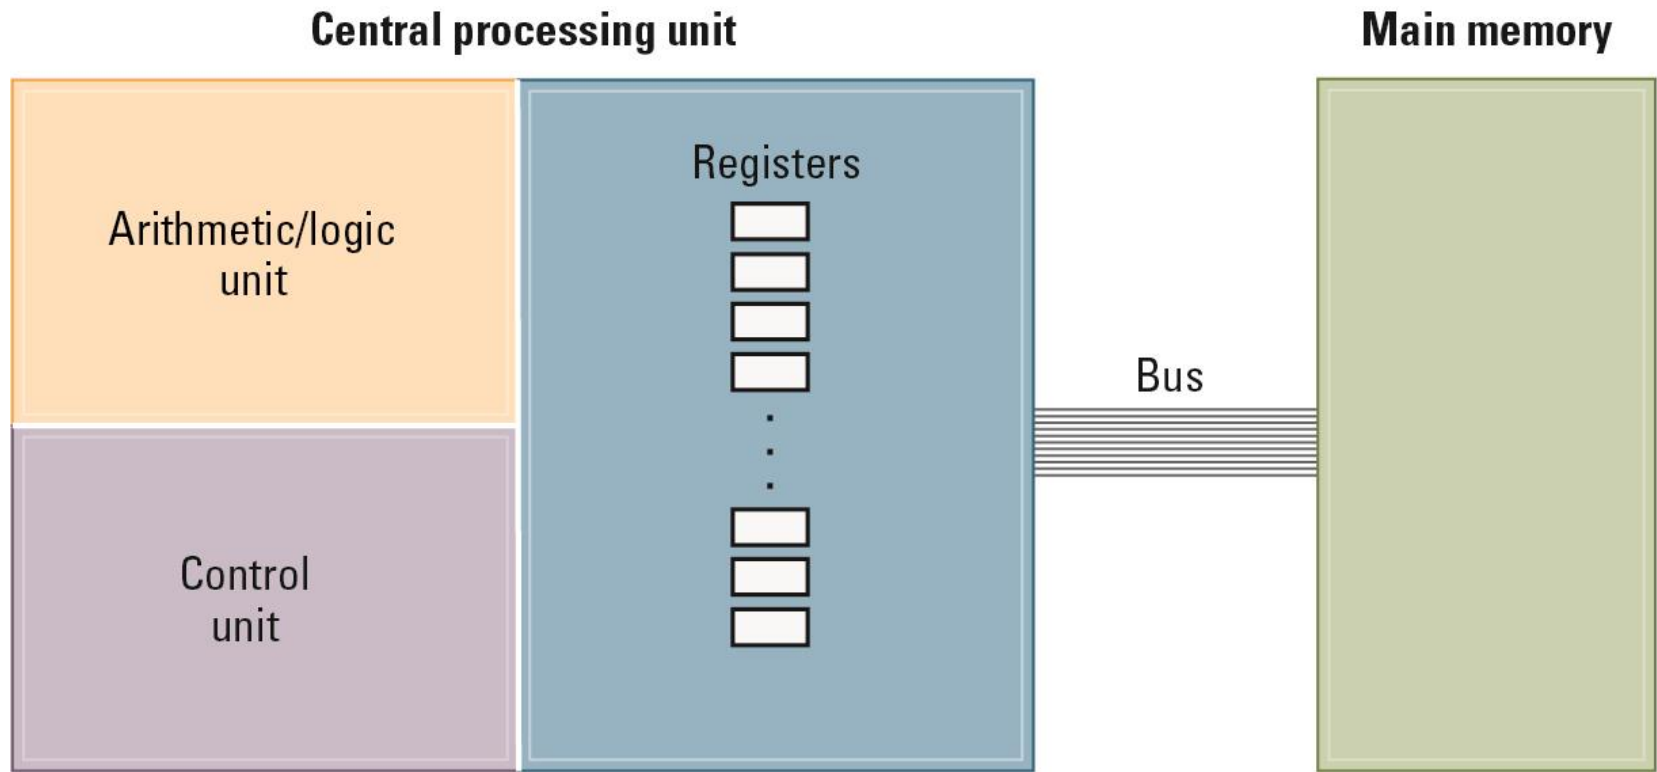 Central processing unit
Main memory
Arithmetic/logic
unit
Registers
Bus
Control
unit